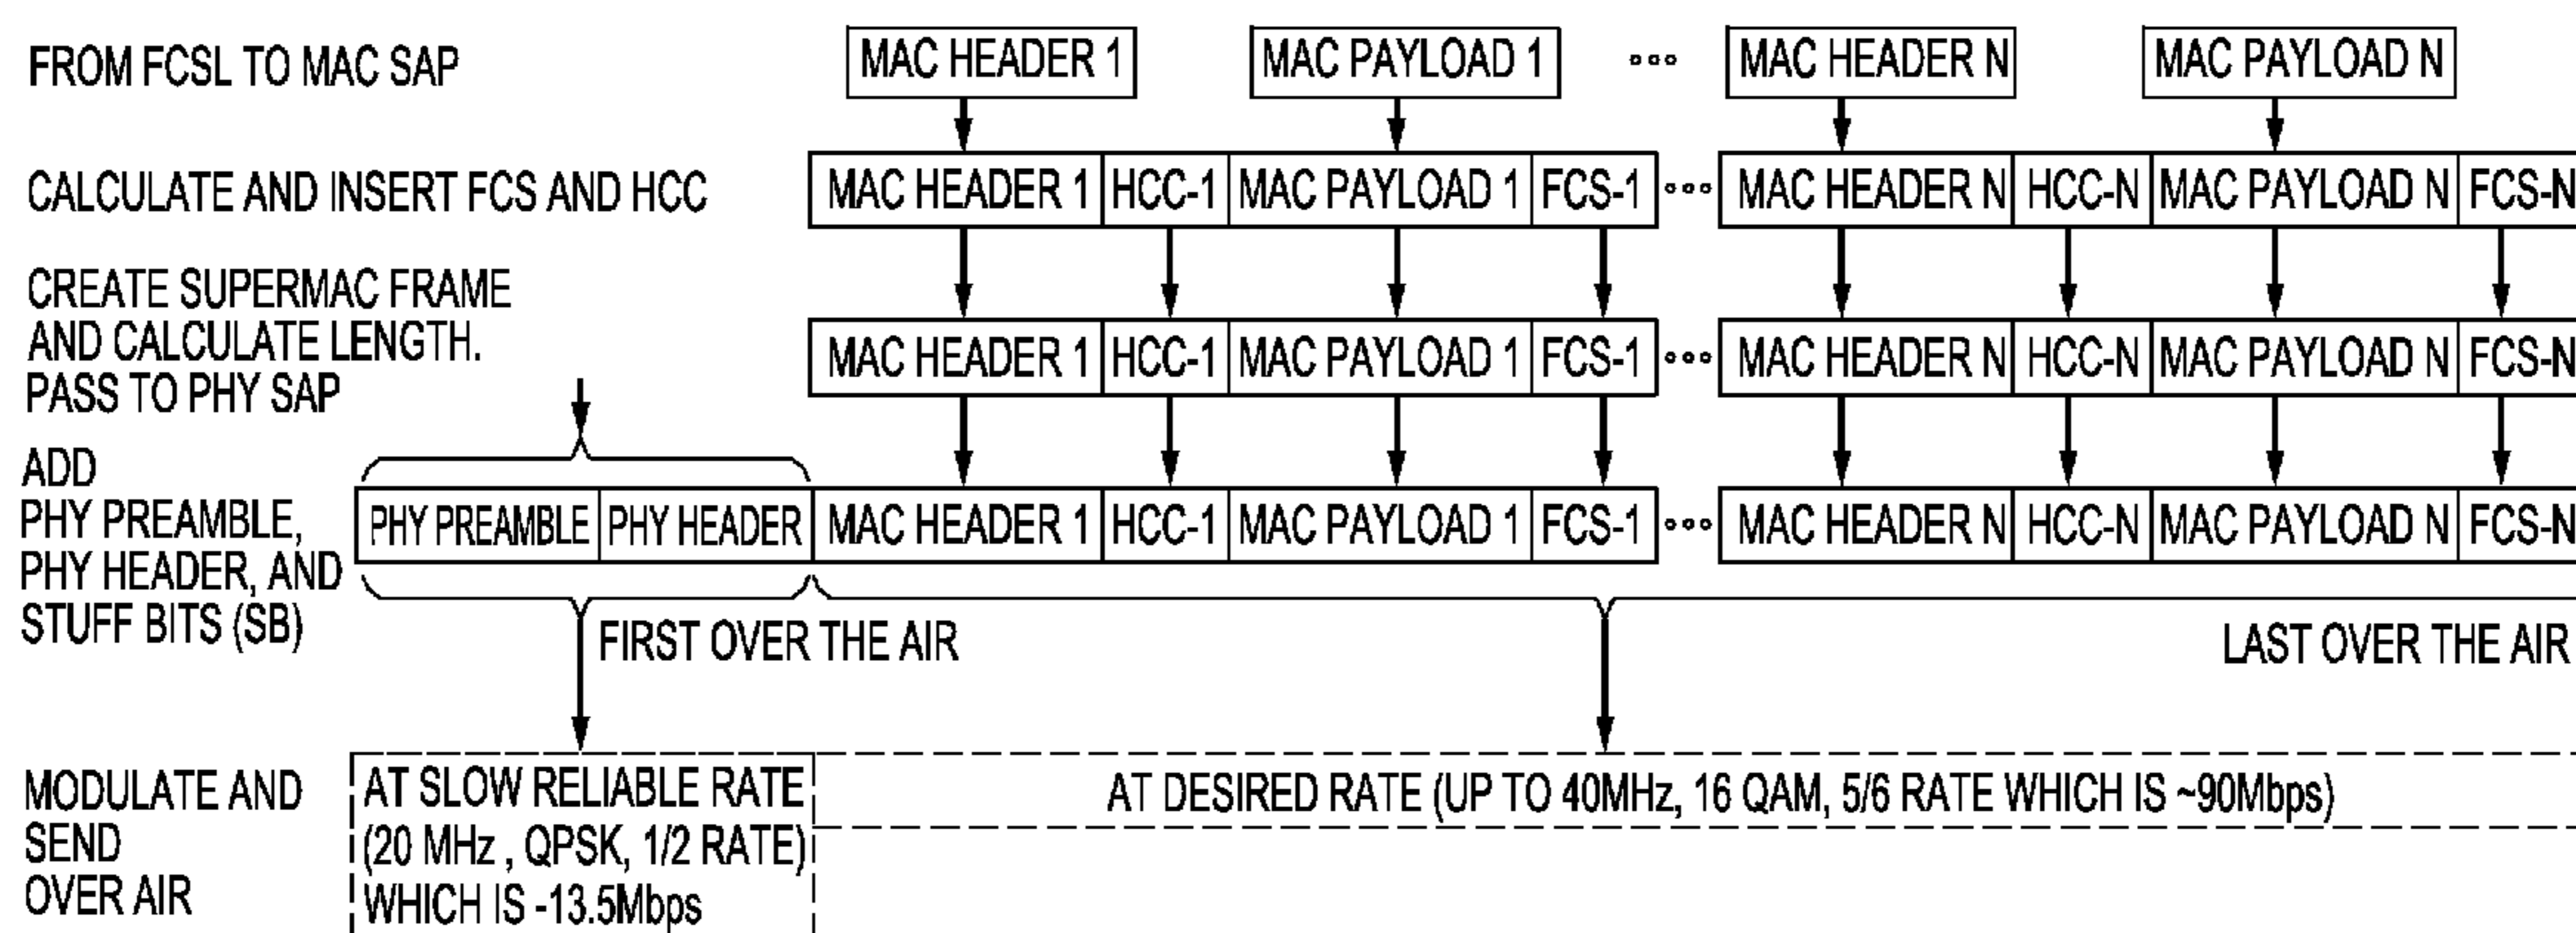 FROM FCSL TO MAC SAP
MAC HEADER 1 MAC PAYLOAD 1 ∘∘∘ MAC HEADER N MAC PAYLOAD N
CALCULATE AND INSERT FCS AND HCC
MAC HEADER 1 HCC-1 MAC PAYLOAD 1 FCS-1 ∘∘∘ MAC HEADER N HCC-N MAC PAYLOAD N FCS-N
CREATE SUPERMAC FRAME
AND CALCULATE LENGTH.
PASS TO PHY SAP
MAC HEADER 1 HCC-1 MAC PAYLOAD 1 FCS-1 ∘∘∘ MAC HEADER N HCC-N MAC PAYLOAD N FCS-N
ADD
PHY PREAMBLE,
PHY HEADER, AND
STUFF BITS (SB)
PHY PREAMBLE PHY HEADER MAC HEADER 1 HCC-1 MAC PAYLOAD 1 FCS-1 ∘∘∘ MAC HEADER N HCC-N MAC PAYLOAD N FCS-N
FIRST OVER THE AIR
LAST OVER THE AIR
MODULATE AND
SEND
OVER AIR
AT SLOW RELIABLE RATE
(20 MHz , QPSK, 1/2 RATE)
WHICH IS -13.5Mbps
AT DESIRED RATE (UP TO 40MHz, 16 QAM, 5/6 RATE WHICH IS ~90Mbps)